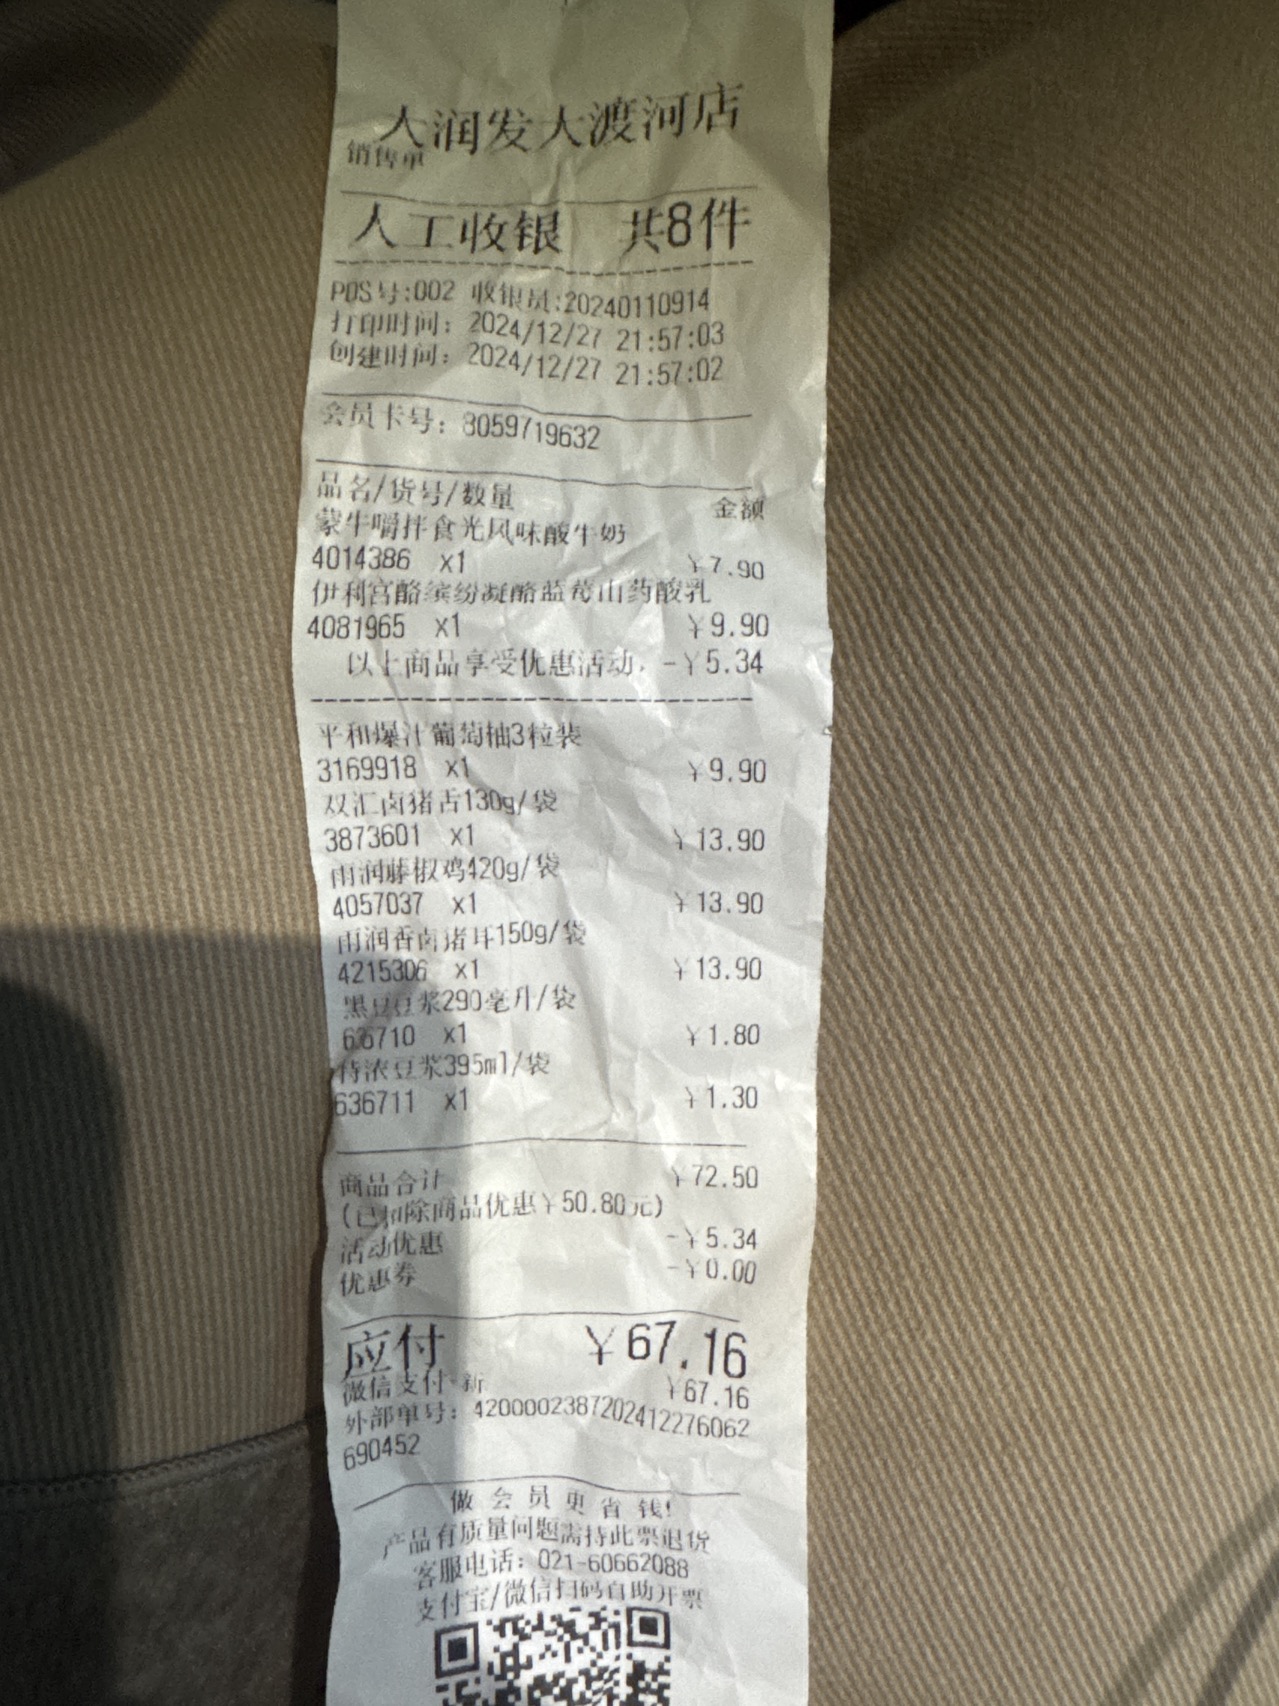 大润发大渡河店
销售单
人工收银 共8件
POS号:002 收银员:20240110914
打印时间: 2024/12/27 21:57:03
创建时间: 2024/12/27 21:57:02
会员卡号: 8059719632
品名/货号/数量 金额
蒙牛嚼拌食光风味酸牛奶
4014386 x1 ¥7.90
伊利宫酪缤纷凝酪蓝莓山药酸乳
4081965 x1 ¥9.90
以上商品享受优惠活动, -¥5.34
平和爆汁葡萄柚3粒装
3169918 x1 ¥9.90
双汇卤猪舌130g/袋
3873601 x1 ¥13.90
雨润藤椒鸡420g/袋
4057037 x1 ¥13.90
雨润香卤猪耳150g/袋
4215306 x1 ¥13.90
黑豆豆浆290毫升/袋
636710 x1 ¥1.80
特浓豆浆395ml/袋
636711 x1 ¥1.30
商品合计 ¥72.50
(已扣除商品优惠¥50.80元)
活动优惠 -¥5.34
优惠券 -¥0.00
应付 ¥67.16
微信支付-新 ¥67.16
外部单号: 4200002387202412276062
690452
做会员更省钱!
产品有质量问题需持此票退货
客服电话: 021-60662088
支付宝/微信扫码自助开票